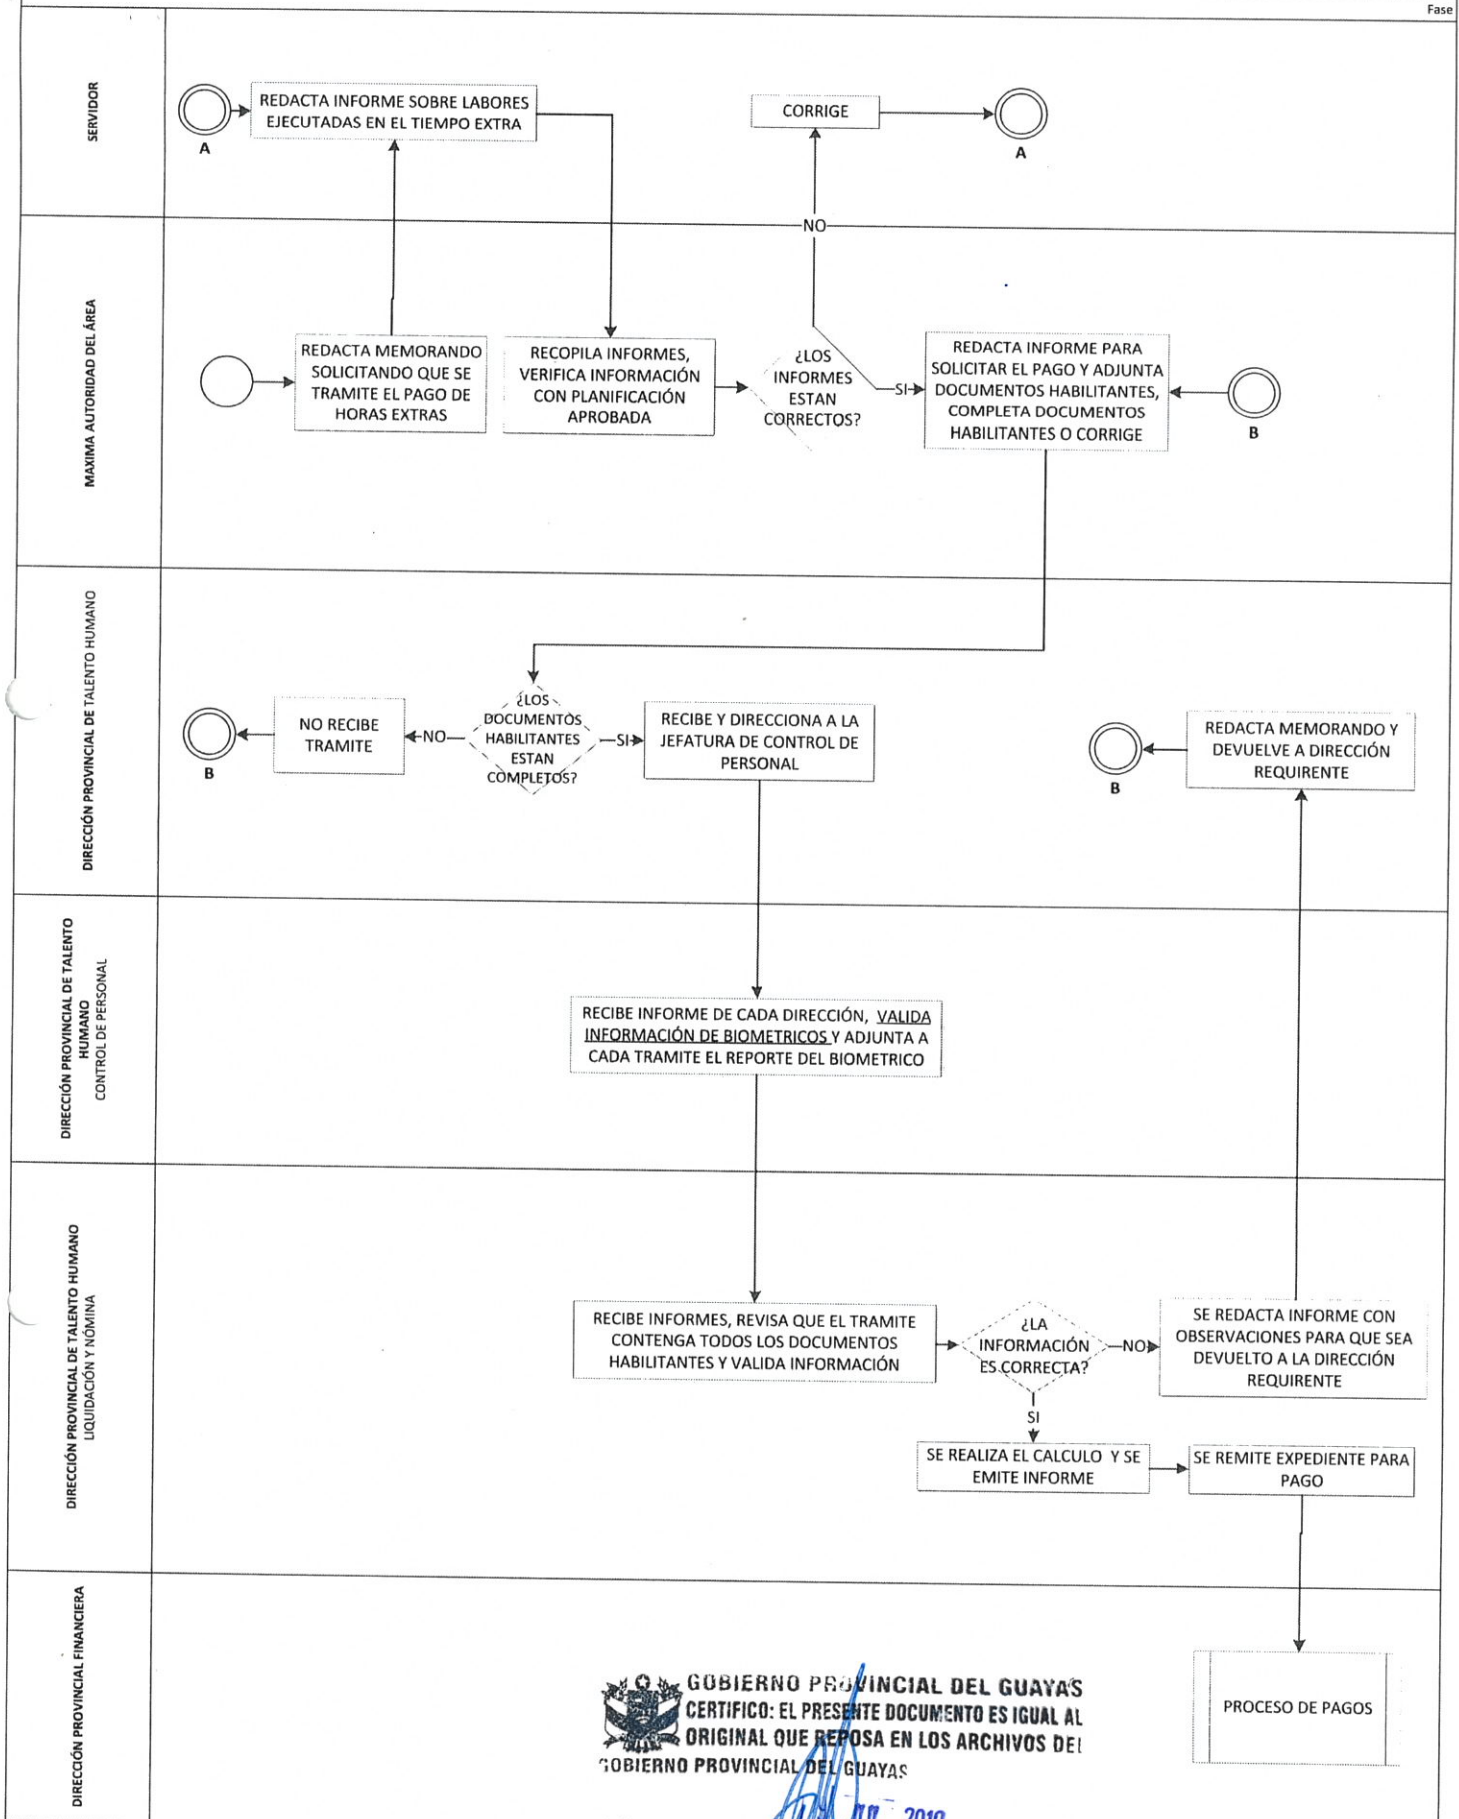 Fase
SERVIDOR
A
REDACTA INFORME SOBRE LABORES
EJECUTADAS EN EL TIEMPO EXTRA
CORRIGE
A
NO
MAXIMA AUTORIDAD DEL ÁREA
REDACTA MEMORANDO
SOLICITANDO QUE SE
TRAMITE EL PAGO DE
HORAS EXTRAS
RECOPILA INFORMES,
VERIFICA INFORMACIÓN
CON PLANIFICACIÓN
APROBADA
¿LOS
INFORMES
ESTAN
CORRECTOS?
SI
REDACTA INFORME PARA
SOLICITAR EL PAGO Y ADJUNTA
DOCUMENTOS HABILITANTES,
COMPLETA DOCUMENTOS
HABILITANTES O CORRIGE
B
DIRECCIÓN PROVINCIAL DE TALENTO HUMANO
B
NO RECIBE
TRAMITE
NO
¿LOS
DOCUMENTOS
HABILITANTES
ESTAN
COMPLETOS?
SI
RECIBE Y DIRECCIONA A LA
JEFATURA DE CONTROL DE
PERSONAL
B
REDACTA MEMORANDO Y
DEVUELVE A DIRECCIÓN
REQUIRENTE
DIRECCIÓN PROVINCIAL DE TALENTO
HUMANO
CONTROL DE PERSONAL
RECIBE INFORME DE CADA DIRECCIÓN, VALIDA
INFORMACIÓN DE BIOMETRICOS Y ADJUNTA A
CADA TRAMITE EL REPORTE DEL BIOMETRICO
DIRECCIÓN PROVINCIAL DE TALENTO HUMANO
LIQUIDACIÓN Y NÓMINA
RECIBE INFORMES, REVISA QUE EL TRAMITE
CONTENGA TODOS LOS DOCUMENTOS
HABILITANTES Y VALIDA INFORMACIÓN
¿LA
INFORMACIÓN
ES CORRECTA?
NO
SE REDACTA INFORME CON
OBSERVACIONES PARA QUE SEA
DEVUELTO A LA DIRECCIÓN
REQUIRENTE
SI
SE REALIZA EL CALCULO Y SE
EMITE INFORME
SE REMITE EXPEDIENTE PARA
PAGO
DIRECCIÓN PROVINCIAL FINANCIERA
PROCESO DE PAGOS
GOBIERNO PROVINCIAL DEL GUAYAS
CERTIFICO: EL PRESENTE DOCUMENTO ES IGUAL AL
ORIGINAL QUE REPOSA EN LOS ARCHIVOS DEL
GOBIERNO PROVINCIAL DEL GUAYAS
2019